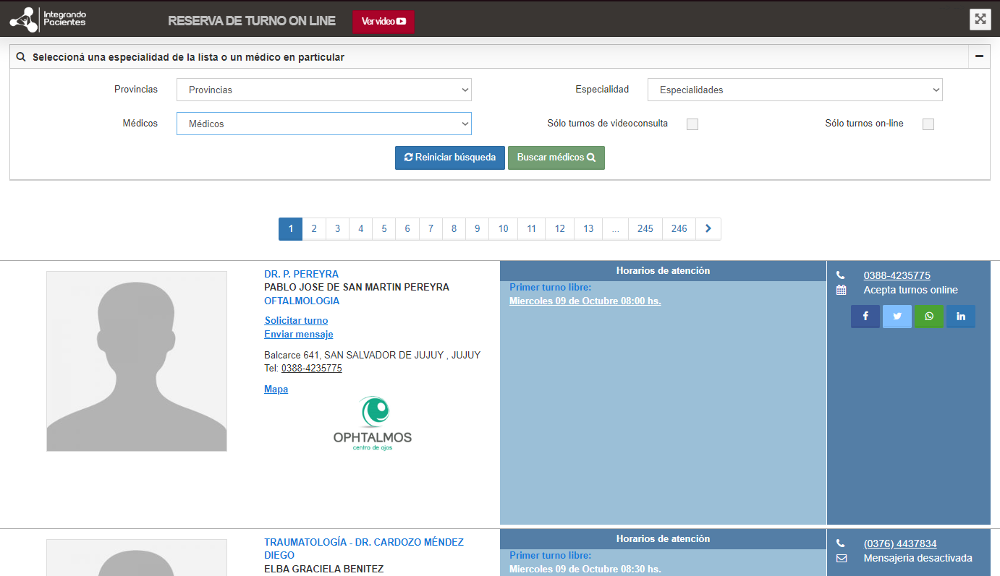 Integrando
Pacientes
RESERVA DE TURNO ON LINE
Ver video
Seleccioná una especialidad de la lista o un médico en particular
Provincias
Provincias
Especialidad
Especialidades
Médicos
Médicos
Sólo turnos de videoconsulta
Sólo turnos on-line
Reiniciar búsqueda
Buscar médicos
1 2 3 4 5 6 7 8 9 10 11 12 13 ... 245 246
DR. P. PEREYRA
PABLO JOSE DE SAN MARTIN PEREYRA
OFTALMOLOGIA
Solicitar turno
Enviar mensaje
Balcarce 641, SAN SALVADOR DE JUJUY , JUJUY
Tel: 0388-4235775
Mapa
OPHTALMOS
centro de ojos
Horarios de atención
Primer turno libre:
Miercoles 09 de Octubre 08:00 hs.
0388-4235775
Acepta turnos online
TRAUMATOLOGÍA - DR. CARDOZO MÉNDEZ
DIEGO
ELBA GRACIELA BENITEZ
Horarios de atención
Primer turno libre:
Miercoles 09 de Octubre 08:30 hs.
(0376) 4437834
Mensajeria desactivada